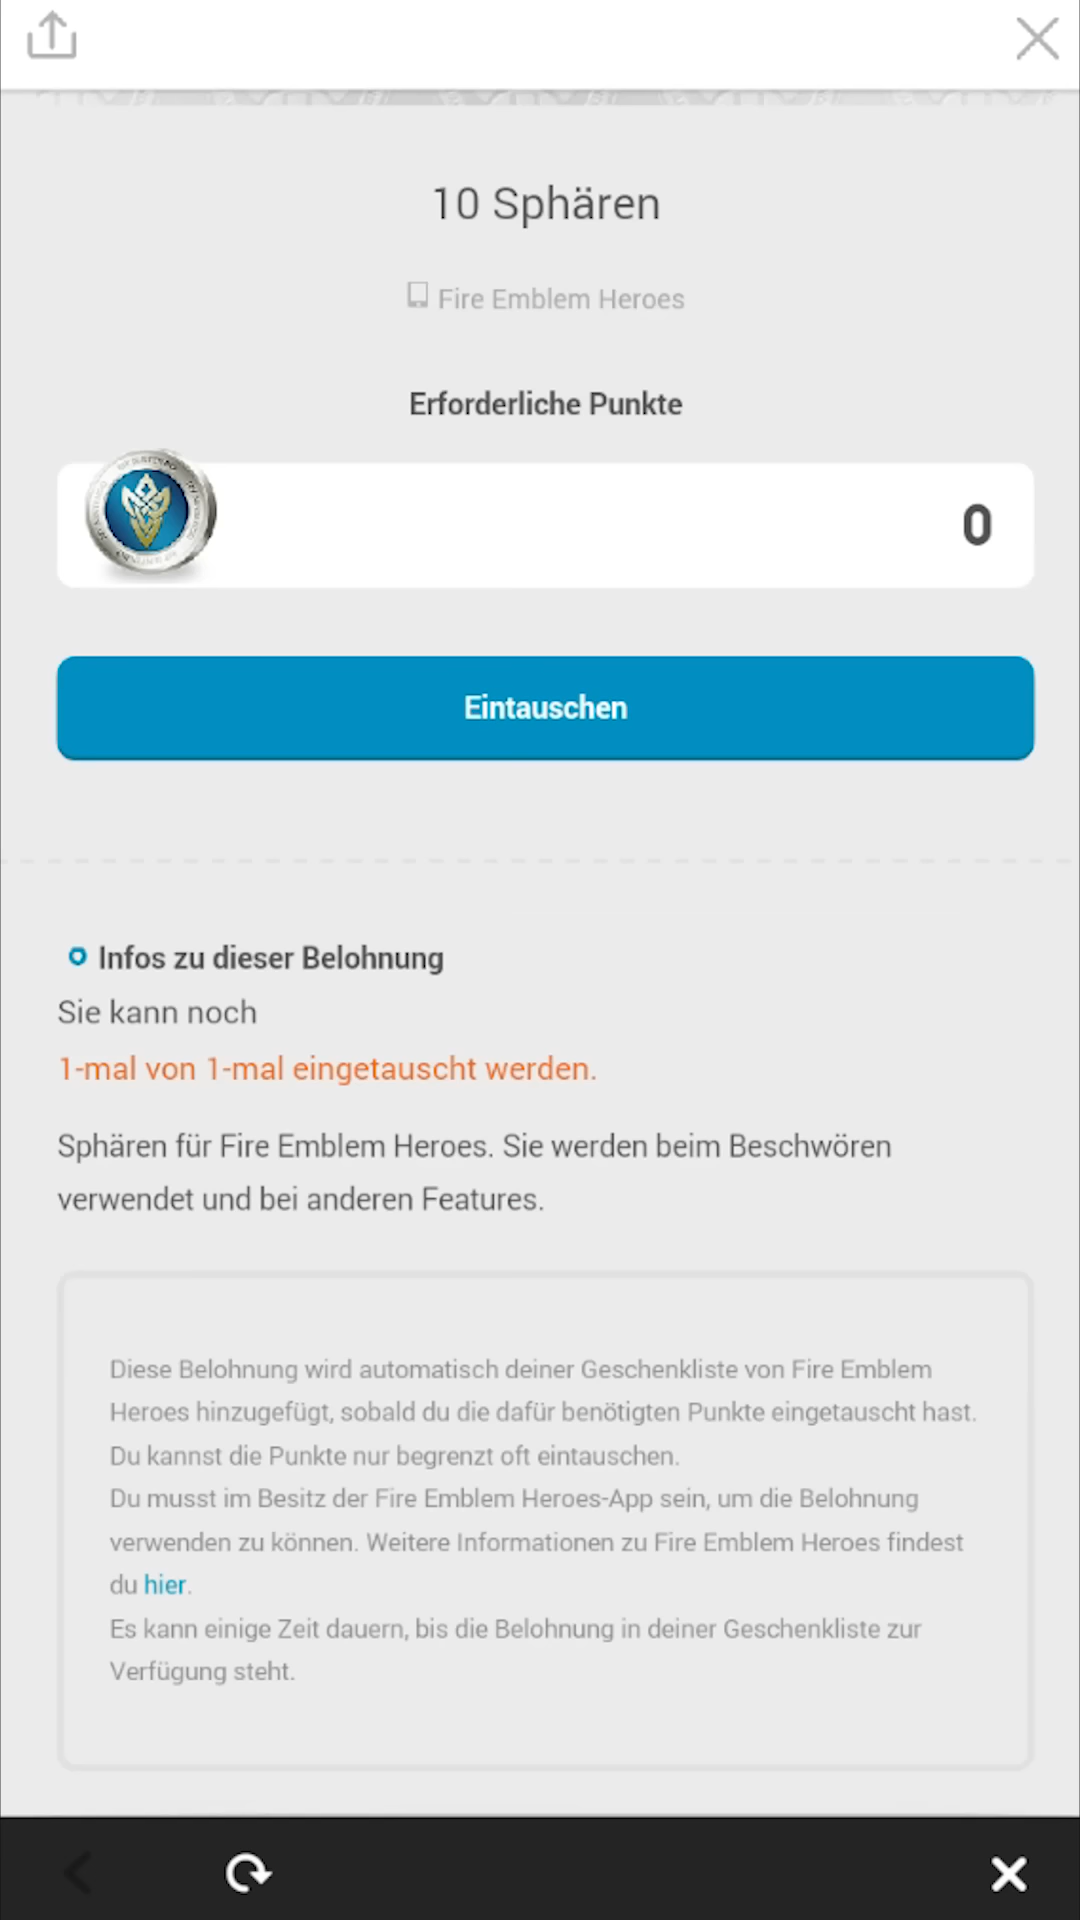 10 Sphären
Fire Emblem Heroes
Erforderliche Punkte
0
Eintauschen
Infos zu dieser Belohnung
Sie kann noch
1-mal von 1-mal eingetauscht werden.
Sphären für Fire Emblem Heroes. Sie werden beim Beschwören
verwendet und bei anderen Features.
Diese Belohnung wird automatisch deiner Geschenkliste von Fire Emblem
Heroes hinzugefügt, sobald du die dafür benötigten Punkte eingetauscht hast.
Du kannst die Punkte nur begrenzt oft eintauschen.
Du musst im Besitz der Fire Emblem Heroes-App sein, um die Belohnung
verwenden zu können. Weitere Informationen zu Fire Emblem Heroes findest
du hier.
Es kann einige Zeit dauern, bis die Belohnung in deiner Geschenkliste zur
Verfügung steht.